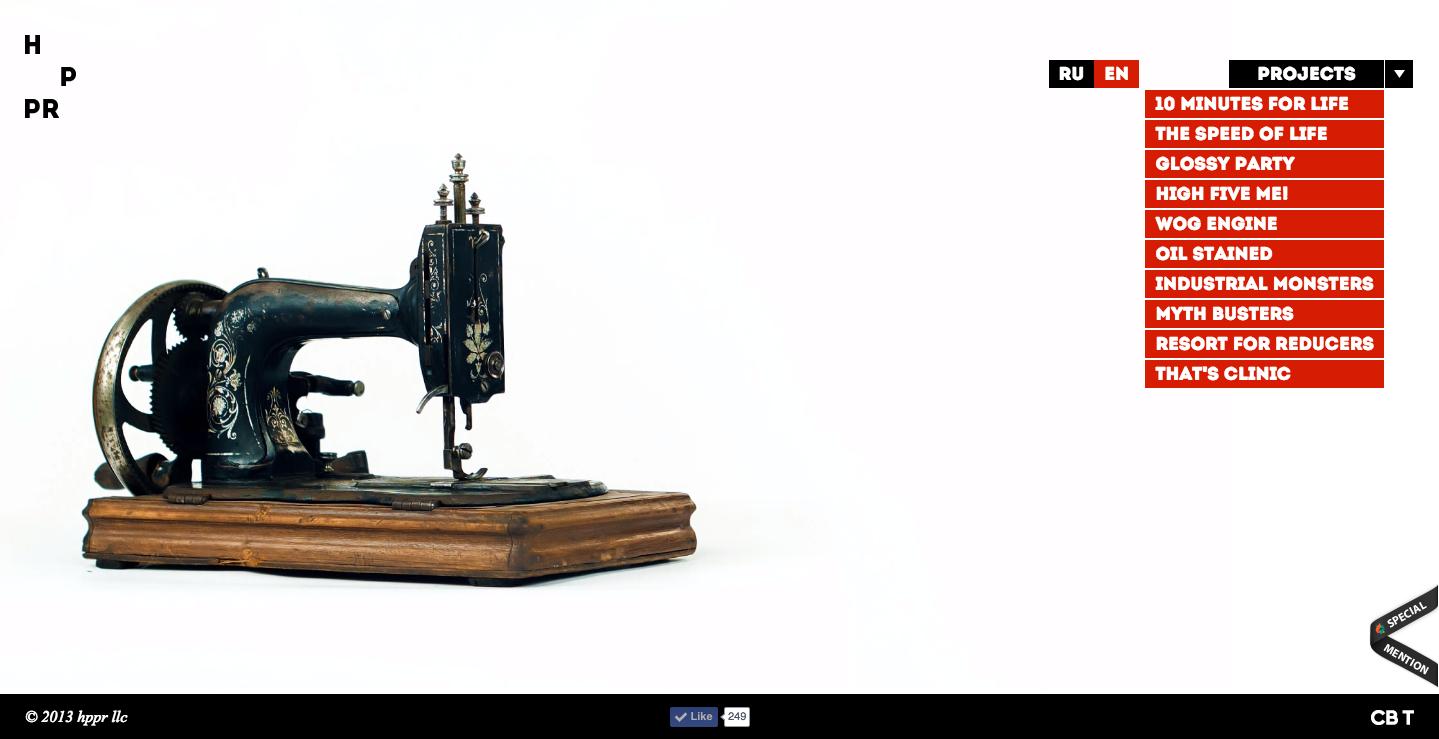 H
P
PR
RU EN
PROJECTS
10 MINUTES FOR LIFE
THE SPEED OF LIFE
GLOSSY PARTY
HIGH FIVE ME!
WOG ENGINE
OIL STAINED
INDUSTRIAL MONSTERS
MYTH BUSTERS
RESORT FOR REDUCERS
THAT'S CLINIC
SPECIAL
MENTION
© 2013 hppr llc
Like 249
CBT